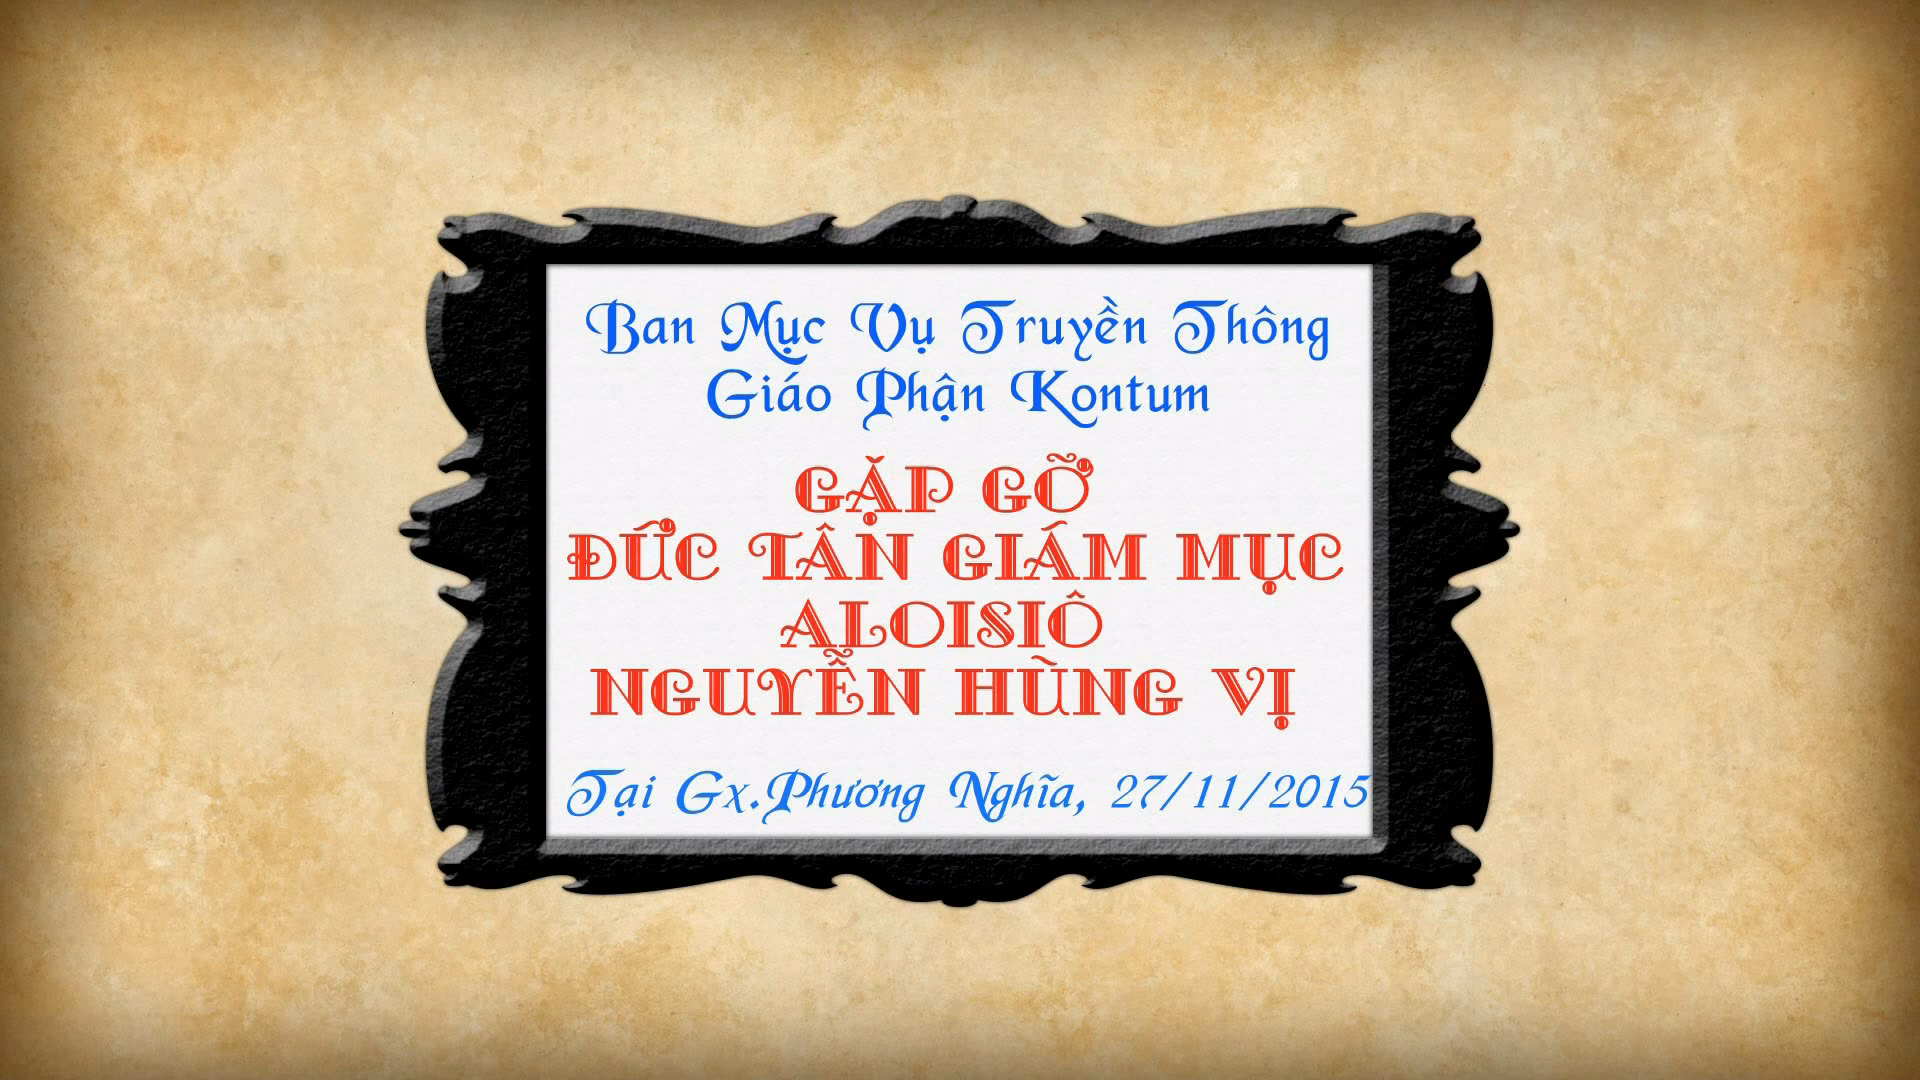 Ban Mục Vụ Truyền Thông
Giáo Phận Kontum
GẶP GỠ
ĐỨC TÂN GIÁM MỤC
ALOISIÔ
NGUYỄN HÙNG VỊ
Tại Gx.Phương Nghĩa, 27/11/2015